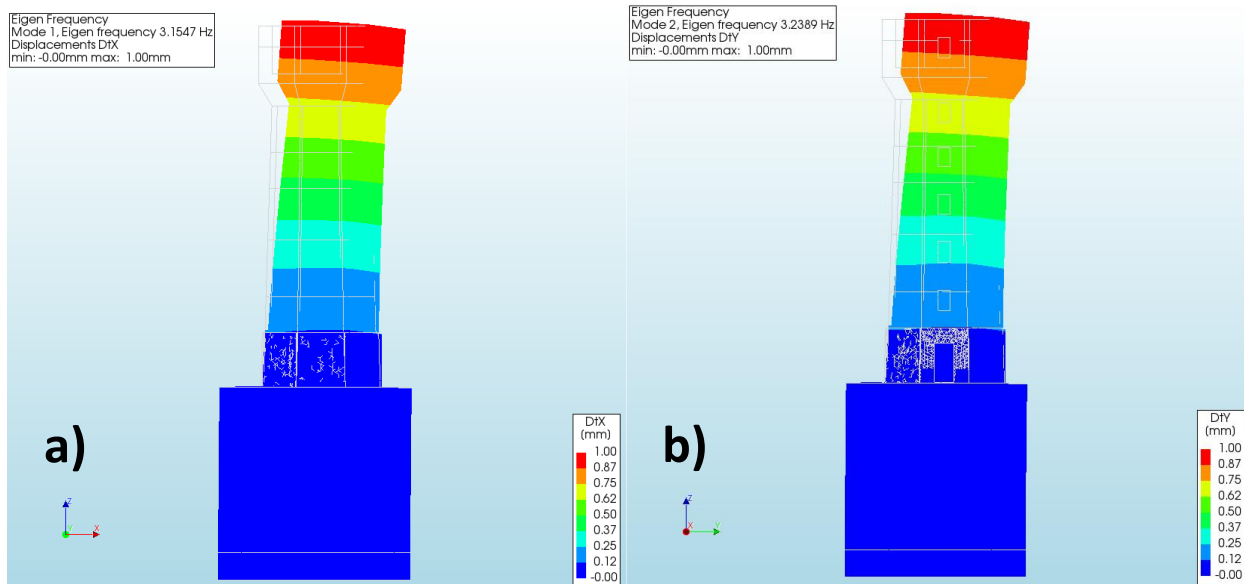 Eigen Frequency
Mode 1, Eigen frequency 3.1547 Hz
Displacements DtX
min: -0.00mm max: 1.00mm
a)
Z
Y
X
DtX
(mm)
1.00
0.87
0.75
0.62
0.50
0.37
0.25
0.12
-0.00
Eigen Frequency
Mode 2, Eigen frequency 3.2389 Hz
Displacements DtY
min: -0.00mm max: 1.00mm
b)
Z
X
Y
DtY
(mm)
1.00
0.87
0.75
0.62
0.50
0.37
0.25
0.12
-0.00